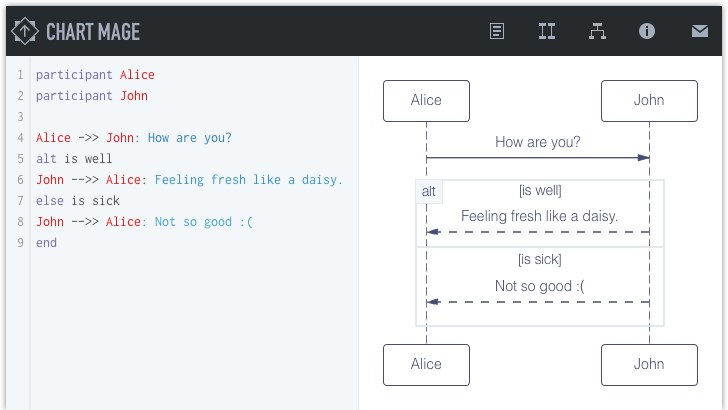 CHART MAGE
1 participant Alice
2 participant John
3
4 Alice ->> John: How are you?
5 alt is well
6 John -->> Alice: Feeling fresh like a daisy.
7 else is sick
8 John -->> Alice: Not so good :(
9 end
Alice John
How are you?
alt [is well]
Feeling fresh like a daisy.
[is sick]
Not so good :(
Alice John